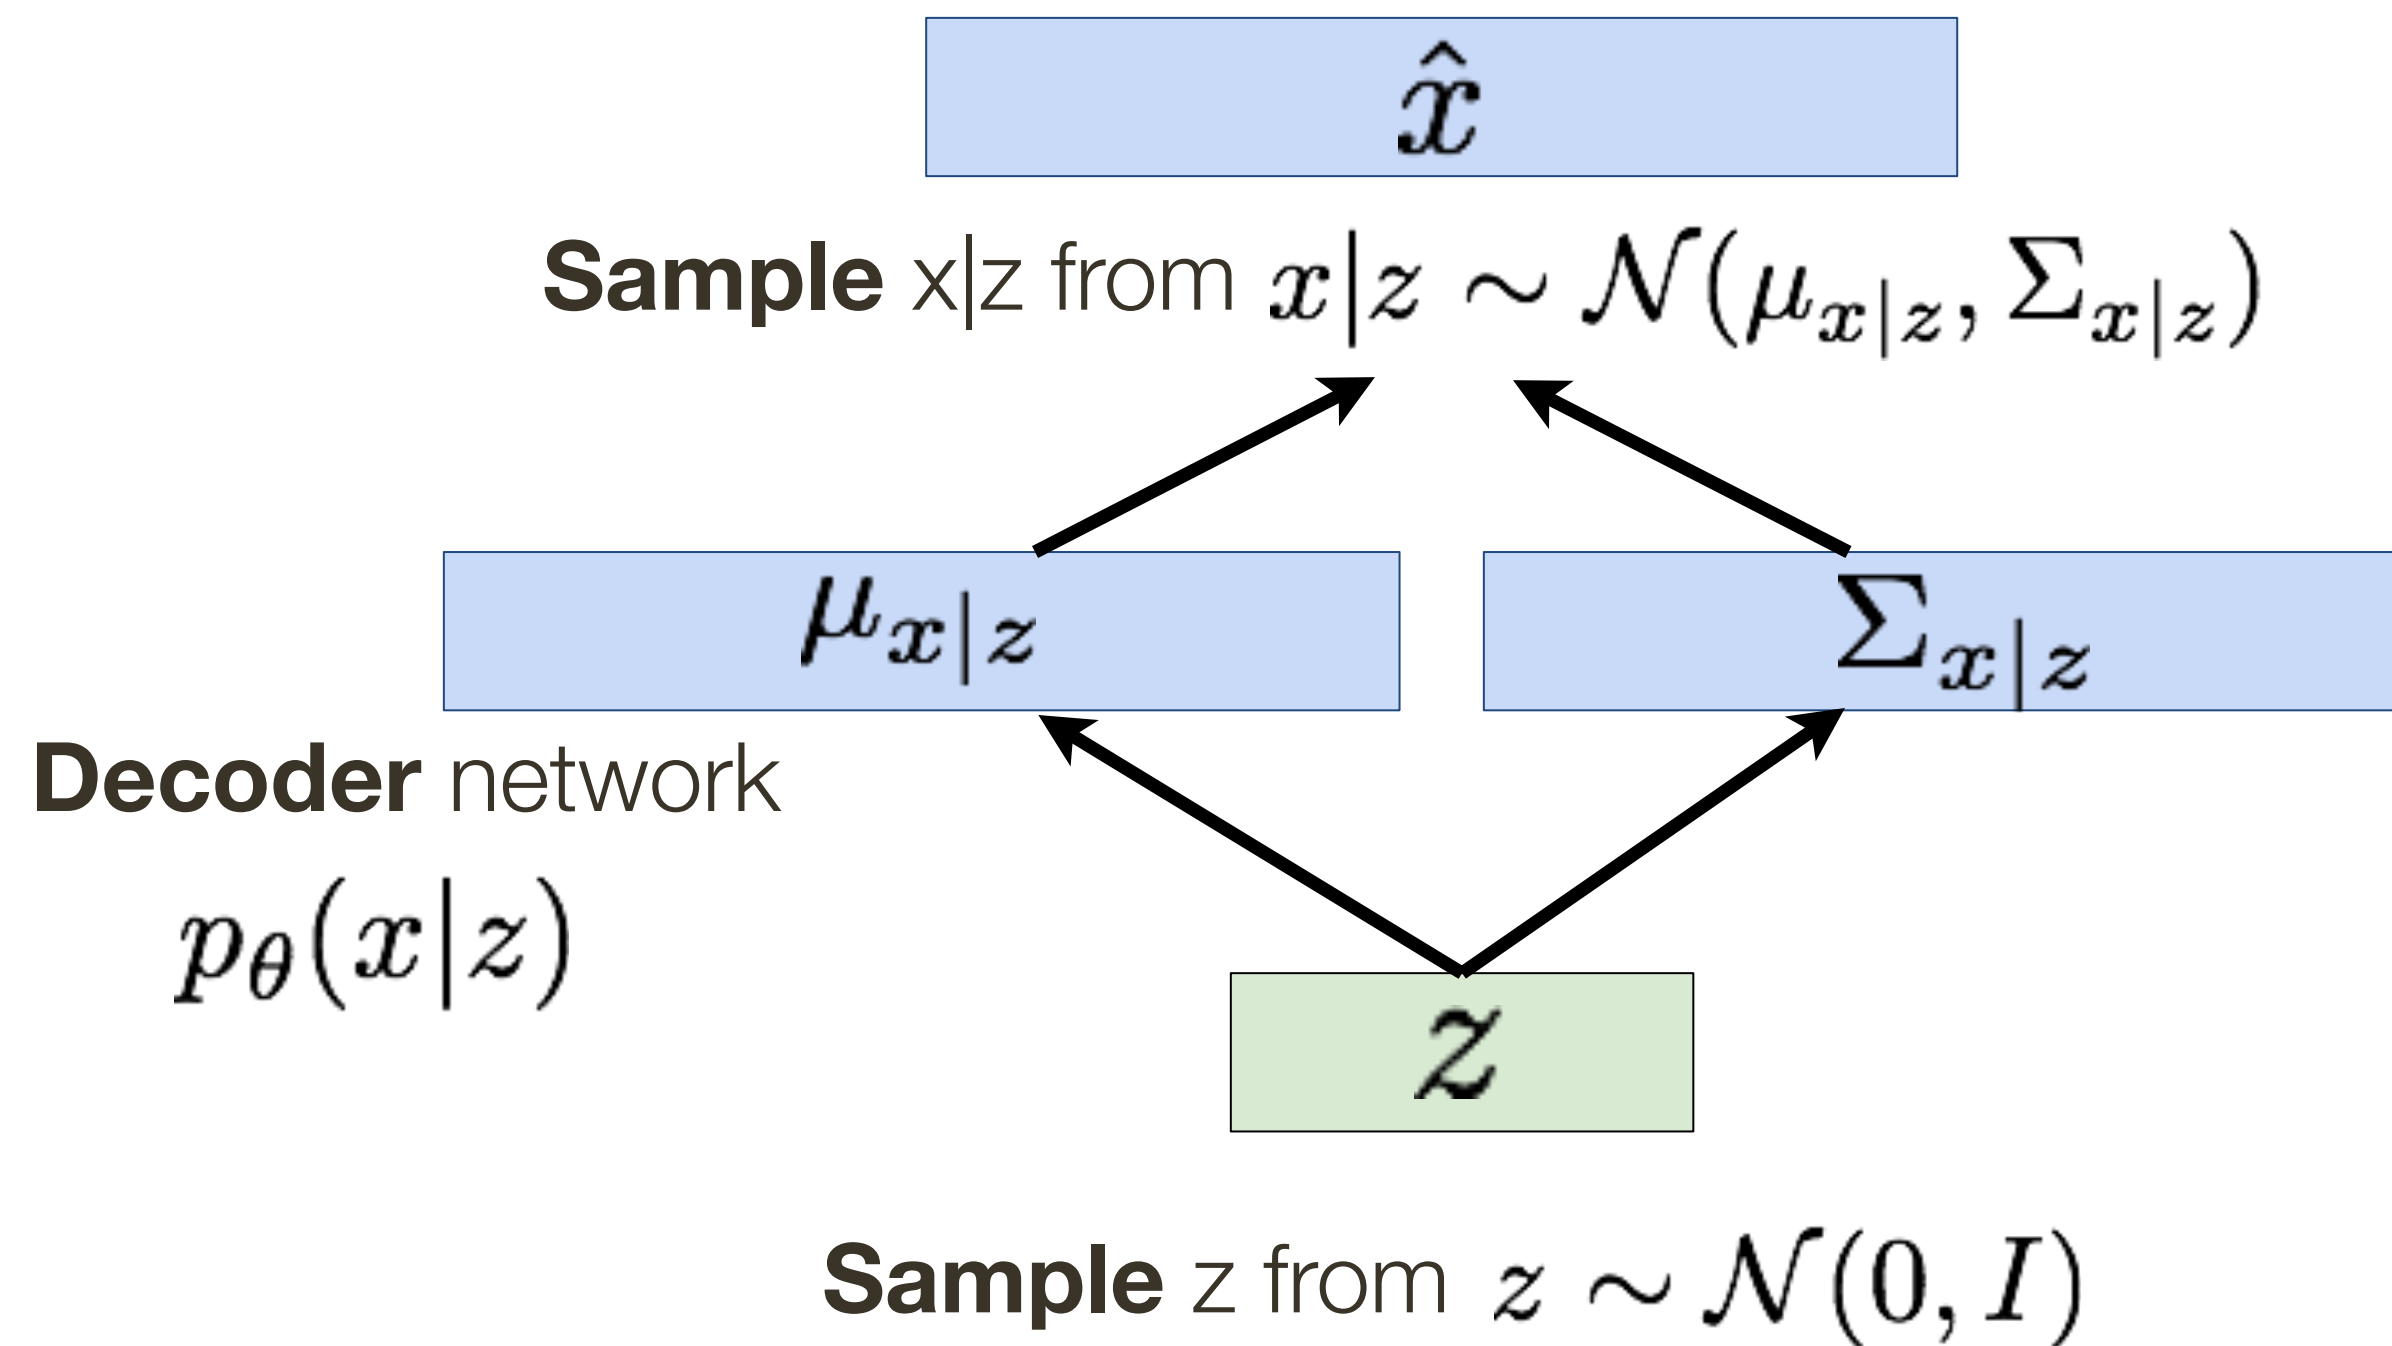 x̂
Sample x|z from x|z ∼ 𝒩(μ_{x|z}, Σ_{x|z})
μ_{x|z}
Σ_{x|z}
Decoder network
p_θ(x|z)
z
Sample z from z ∼ 𝒩(0, I)